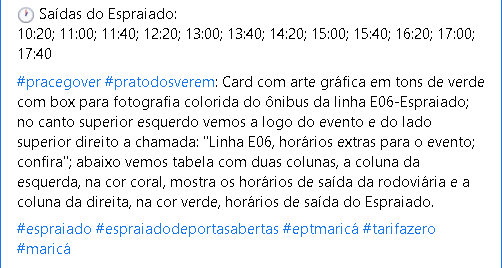 🕐 Saídas do Espraiado:
10:20; 11:00; 11:40; 12:20; 13:00; 13:40; 14:20; 15:00; 15:40; 16:20; 17:00;
17:40
#pracegover #pratodosverem: Card com arte gráfica em tons de verde
com box para fotografia colorida do ônibus da linha E06-Espraiado;
no canto superior esquerdo vemos a logo do evento e do lado
superior direito a chamada: "Linha E06, horários extras para o evento;
confira"; abaixo vemos tabela com duas colunas, a coluna da
esquerda, na cor coral, mostra os horários de saída da rodoviária e a
coluna da direita, na cor verde, horários de saída do Espraiado.
#espraiado #espraiadodeportasabertas #eptmaricá #tarifazero
#maricá